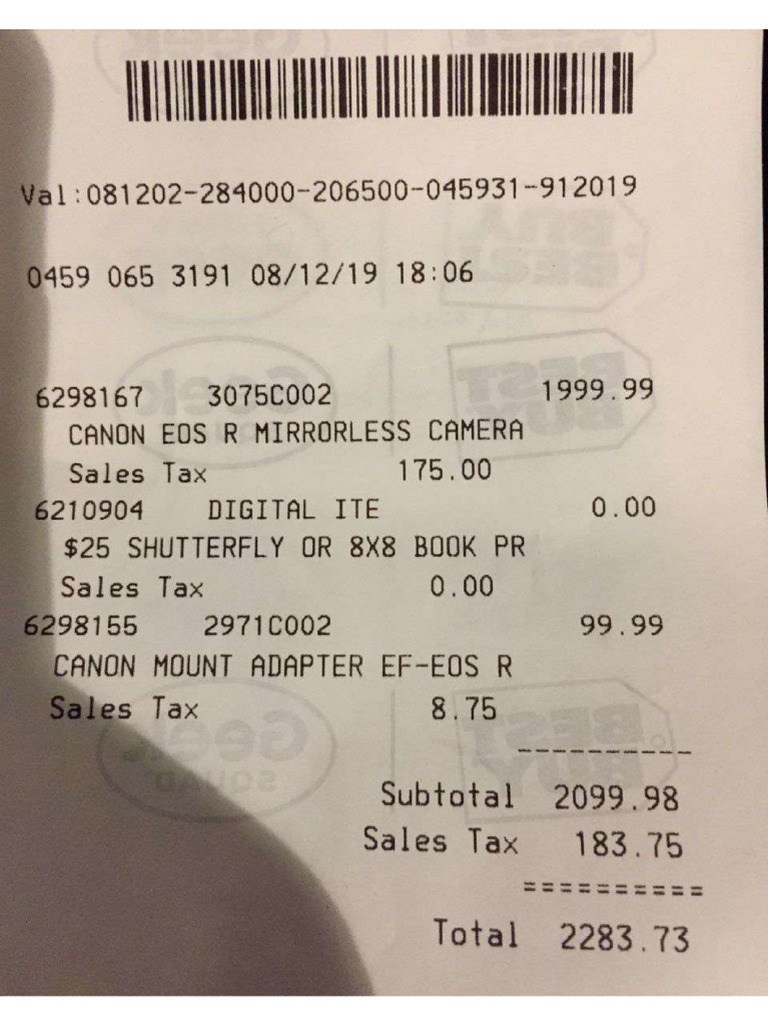 Val:081202-284000-206500-045931-912019
0459 065 3191 08/12/19 18:06
6298167 3075C002 1999.99
CANON EOS R MIRRORLESS CAMERA
Sales Tax 175.00
6210904 DIGITAL ITE 0.00
$25 SHUTTERFLY OR 8X8 BOOK PR
Sales Tax 0.00
6298155 2971C002 99.99
CANON MOUNT ADAPTER EF-EOS R
Sales Tax 8.75
----------
Subtotal 2099.98
Sales Tax 183.75
==========
Total 2283.73